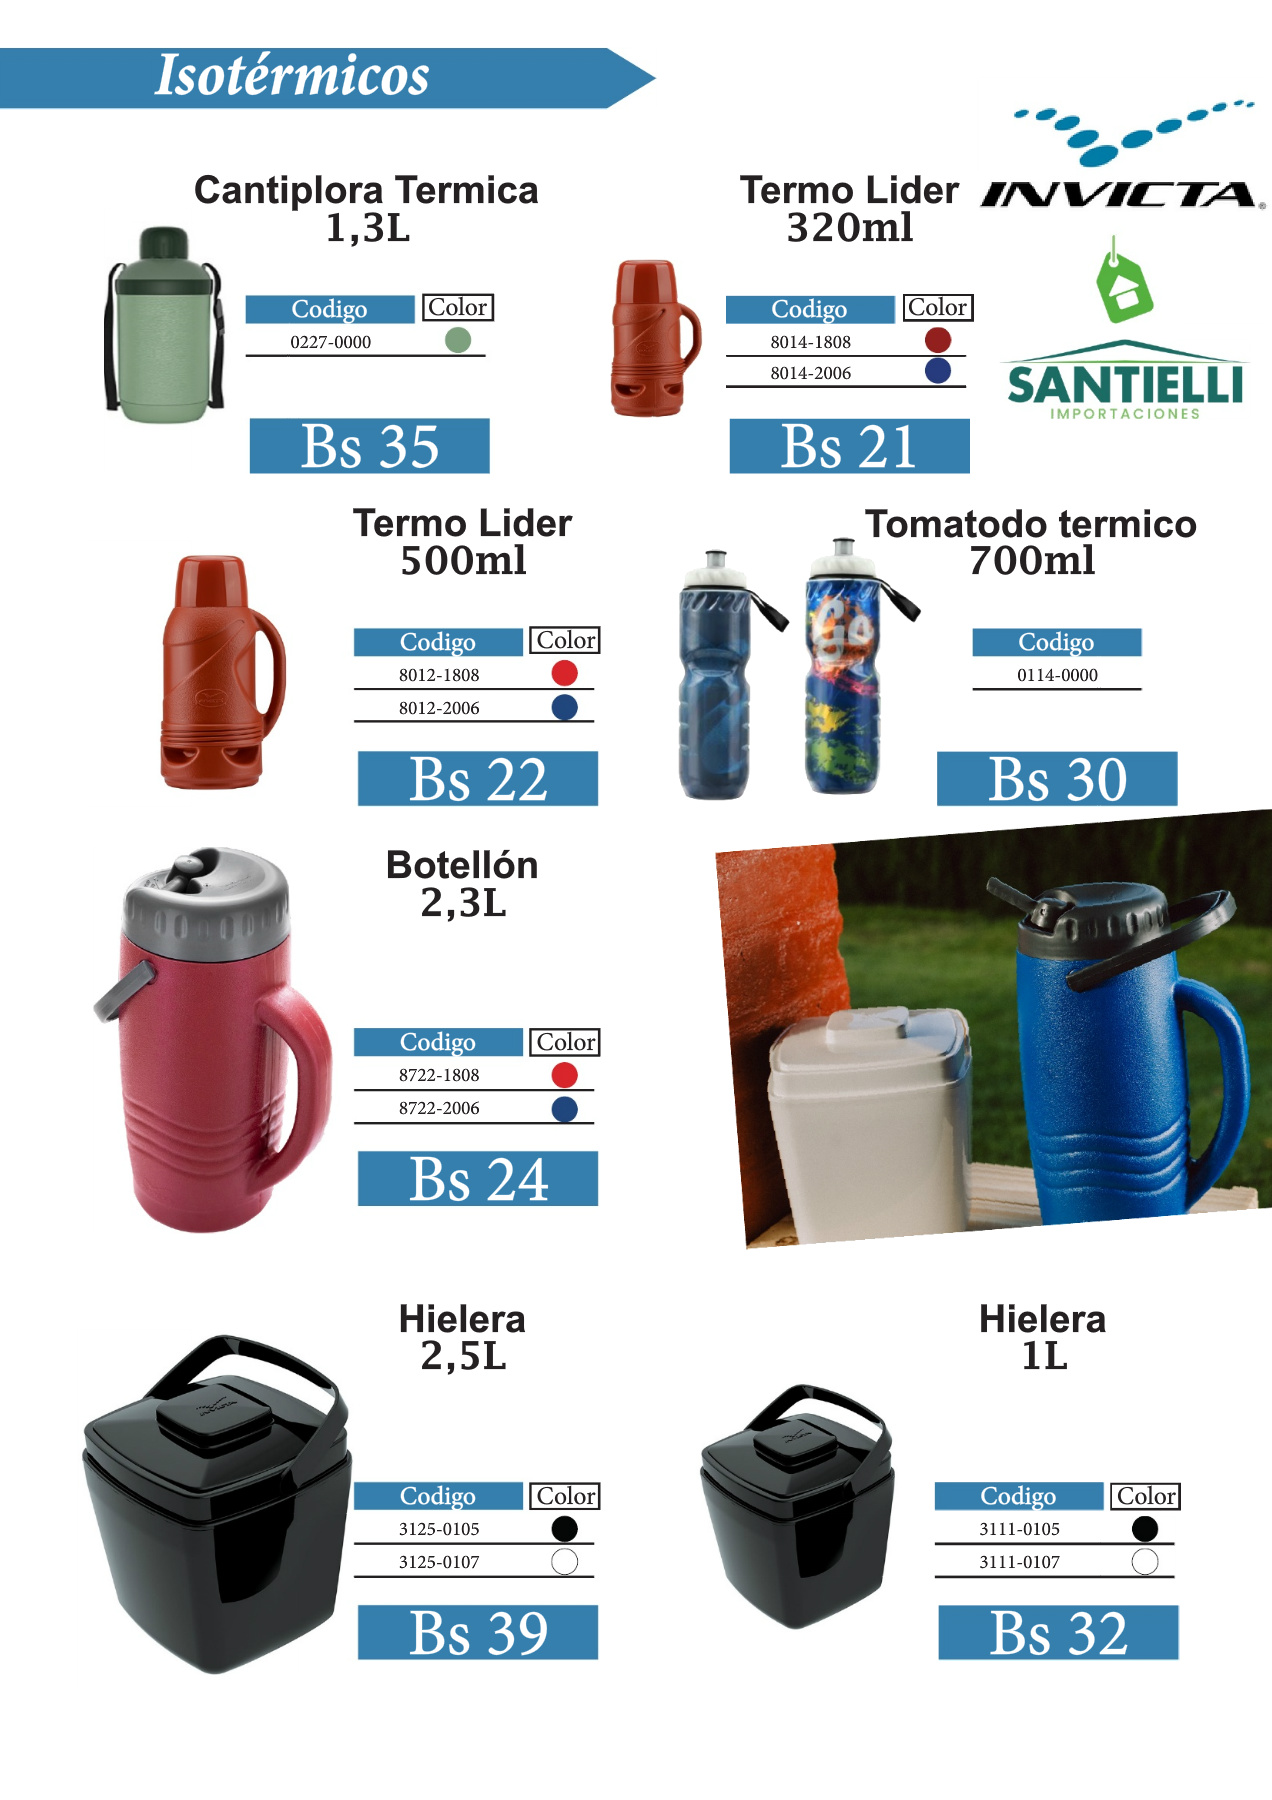 Isotérmicos
INVICTA®
SANTIELLI
IMPORTACIONES
Cantiplora Termica
1,3L
Codigo Color
0227-0000
Bs 35
Termo Lider
320ml
Codigo Color
8014-1808
8014-2006
Bs 21
Termo Lider
500ml
Codigo Color
8012-1808
8012-2006
Bs 22
Tomatodo termico
700ml
Go
Codigo
0114-0000
Bs 30
Botellón
2,3L
Codigo Color
8722-1808
8722-2006
Bs 24
Hielera
2,5L
INVICTA
Codigo Color
3125-0105
3125-0107
Bs 39
Hielera
1L
INVICTA
Codigo Color
3111-0105
3111-0107
Bs 32